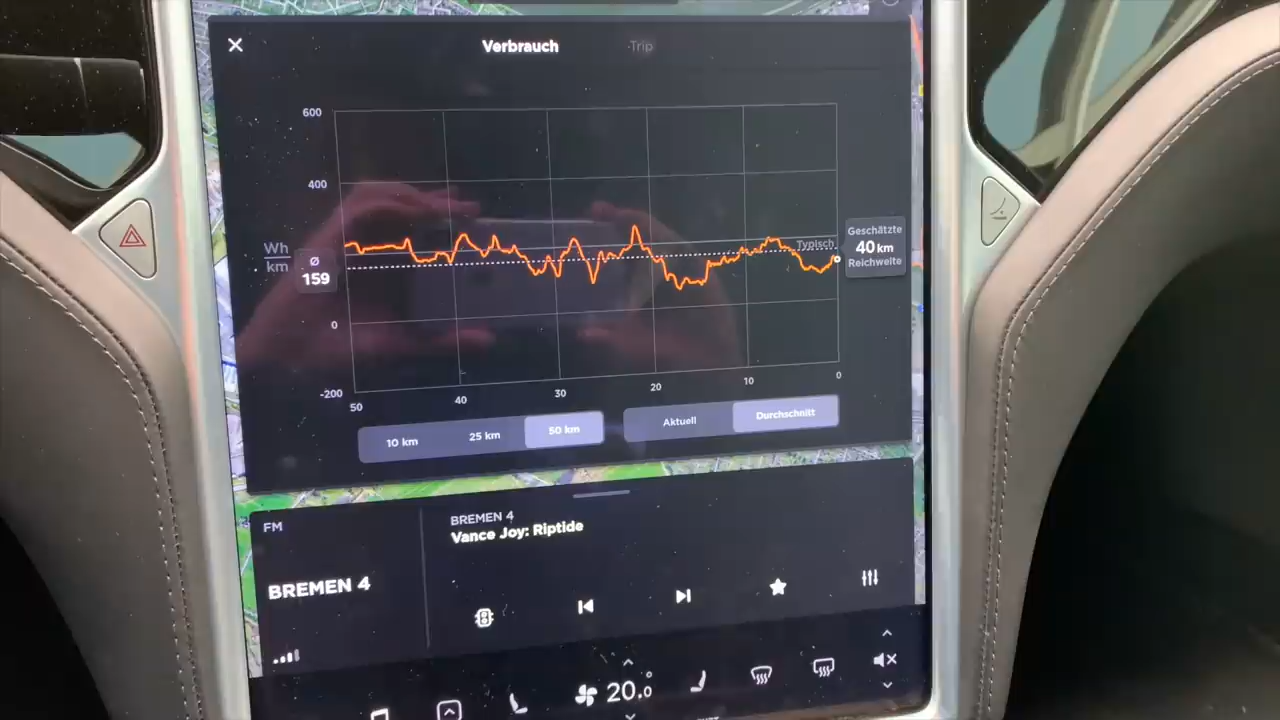 Verbrauch
Trip
600
400
0
-200
Wh
km
Ø
159
Typisch
Geschätzte
40 km
Reichweite
50
40
30
20
10
0
10 km
25 km
50 km
Aktuell
Durchschnitt
FM
BREMEN 4
BREMEN 4
Vance Joy: Riptide
20.0